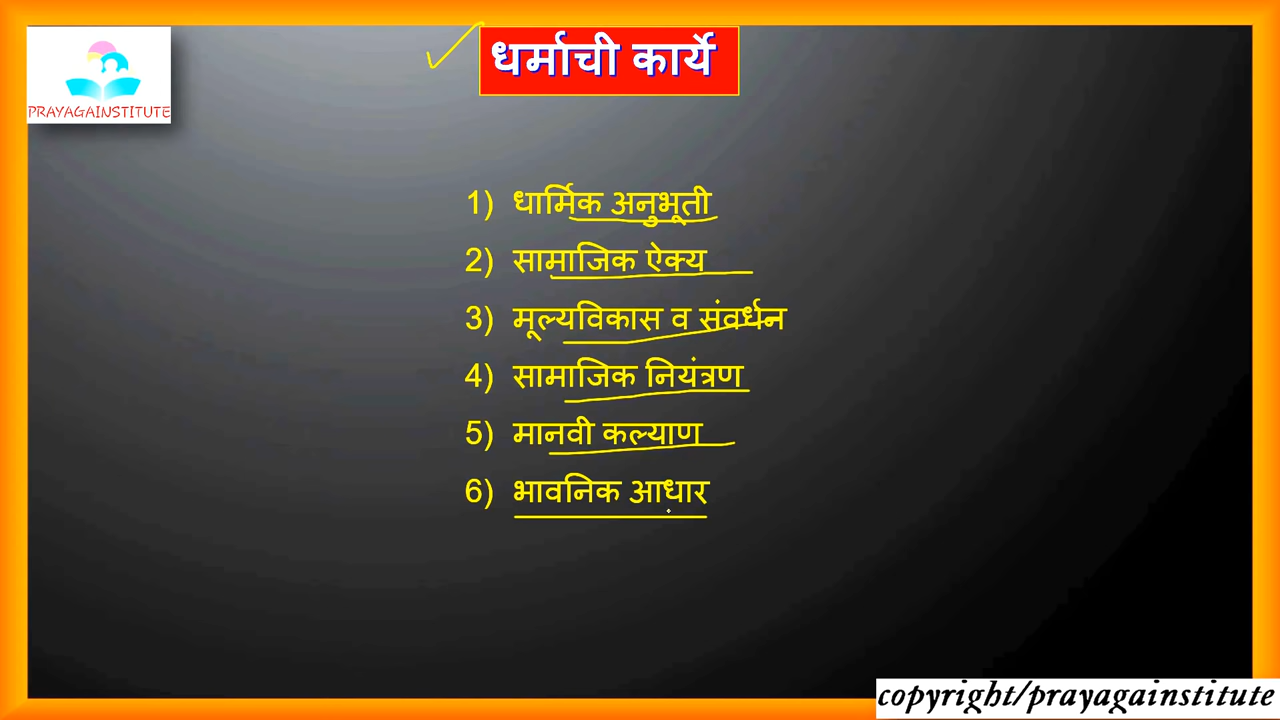 धर्माची कार्ये
PRAYAGAINSTITUTE
1) धार्मिक अनुभूती
2) सामाजिक ऐक्य
3) मूल्यविकास व संवर्धन
4) सामाजिक नियंत्रण
5) मानवी कल्याण
6) भावनिक आधार
copyright/prayagainstitute